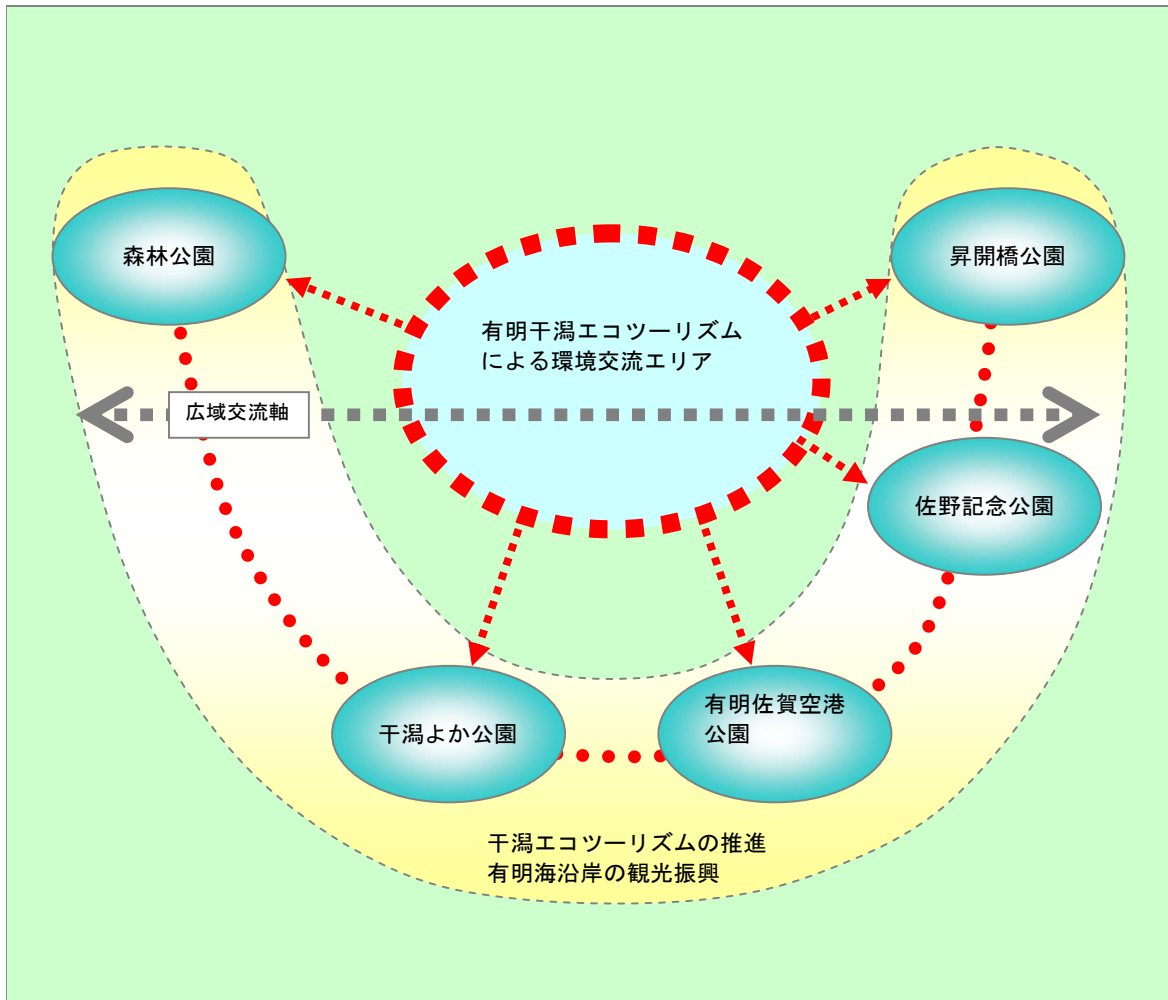 森林公園
昇開橋公園
有明干潟エコツーリズム
による環境交流エリア
広域交流軸
佐野記念公園
干潟よか公園
有明佐賀空港
公園
干潟エコツーリズムの推進
有明海沿岸の観光振興